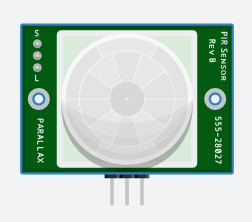 S
L
PARALLAX
PIR SENSOR
REV B
555-28027